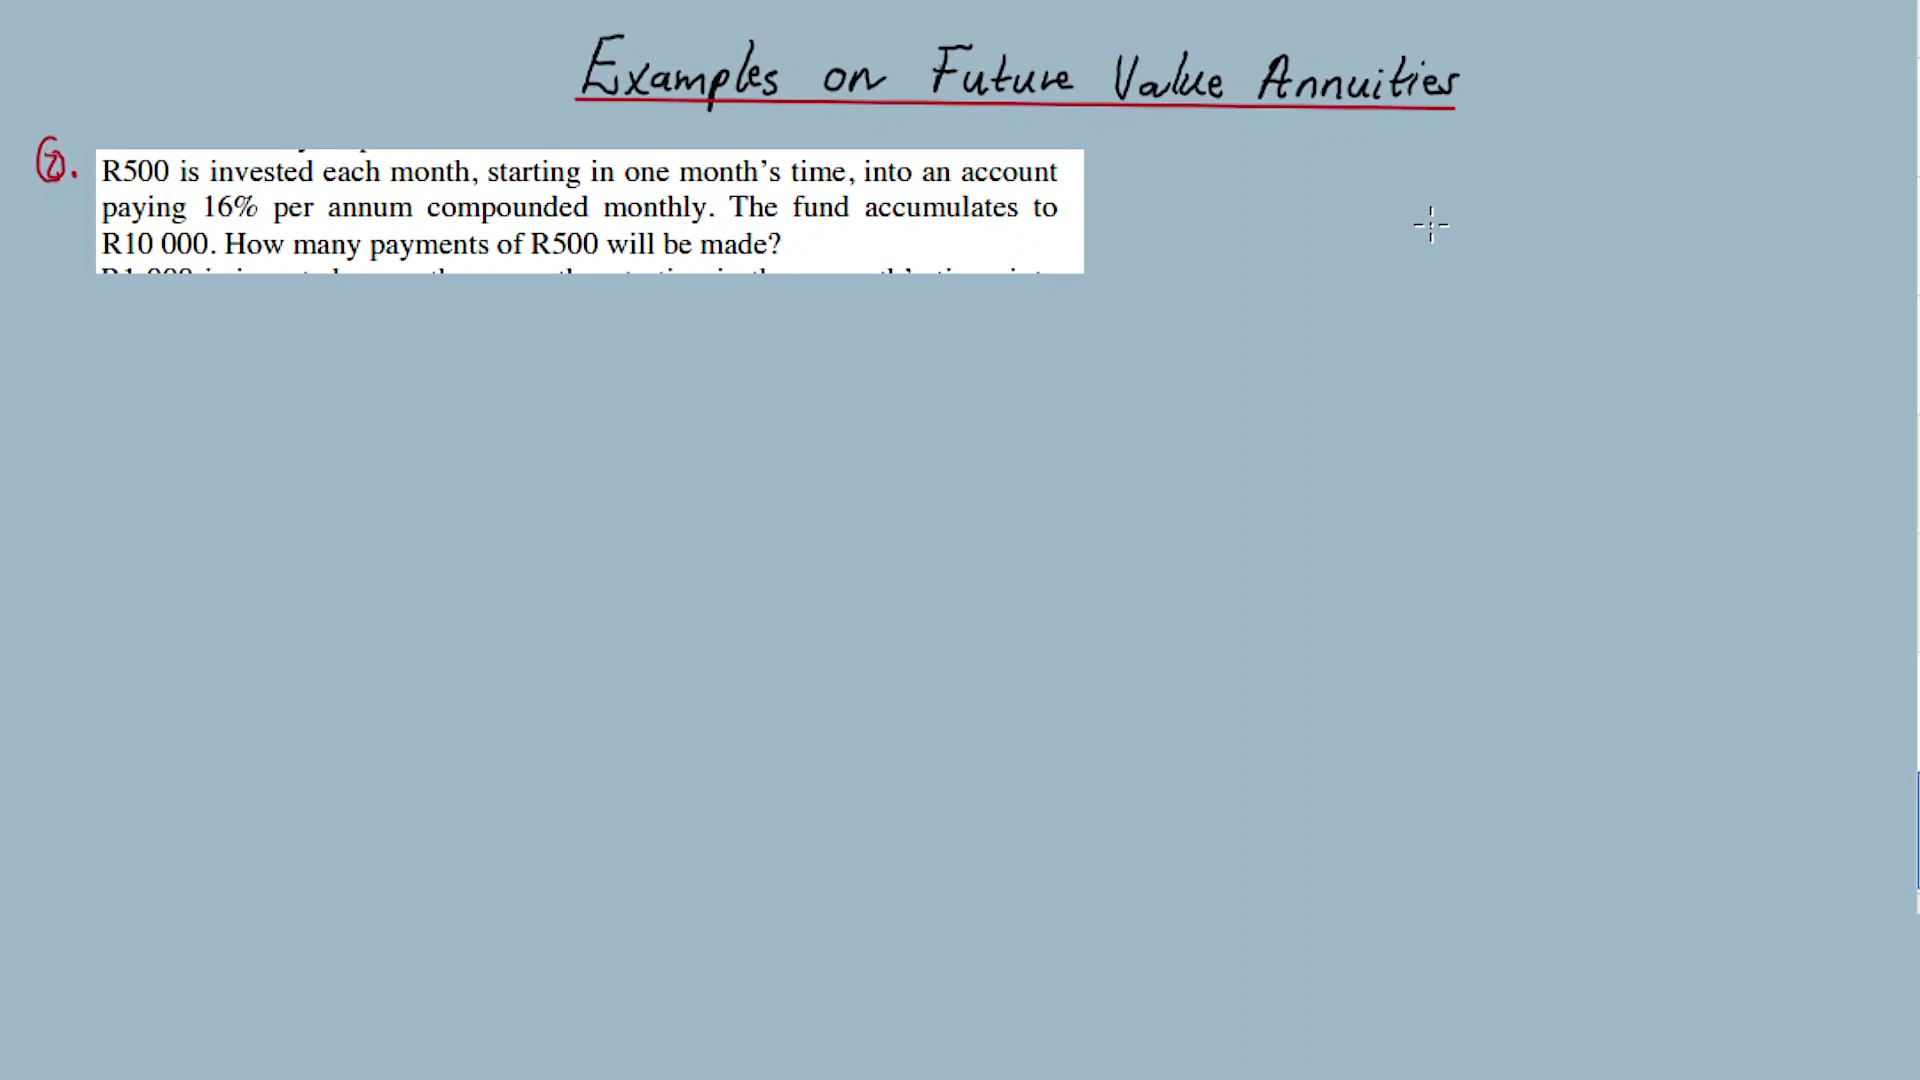 Examples on Future Value Annuities
2.
R500 is invested each month, starting in one month's time, into an account
paying 16% per annum compounded monthly. The fund accumulates to
R10 000. How many payments of R500 will be made?